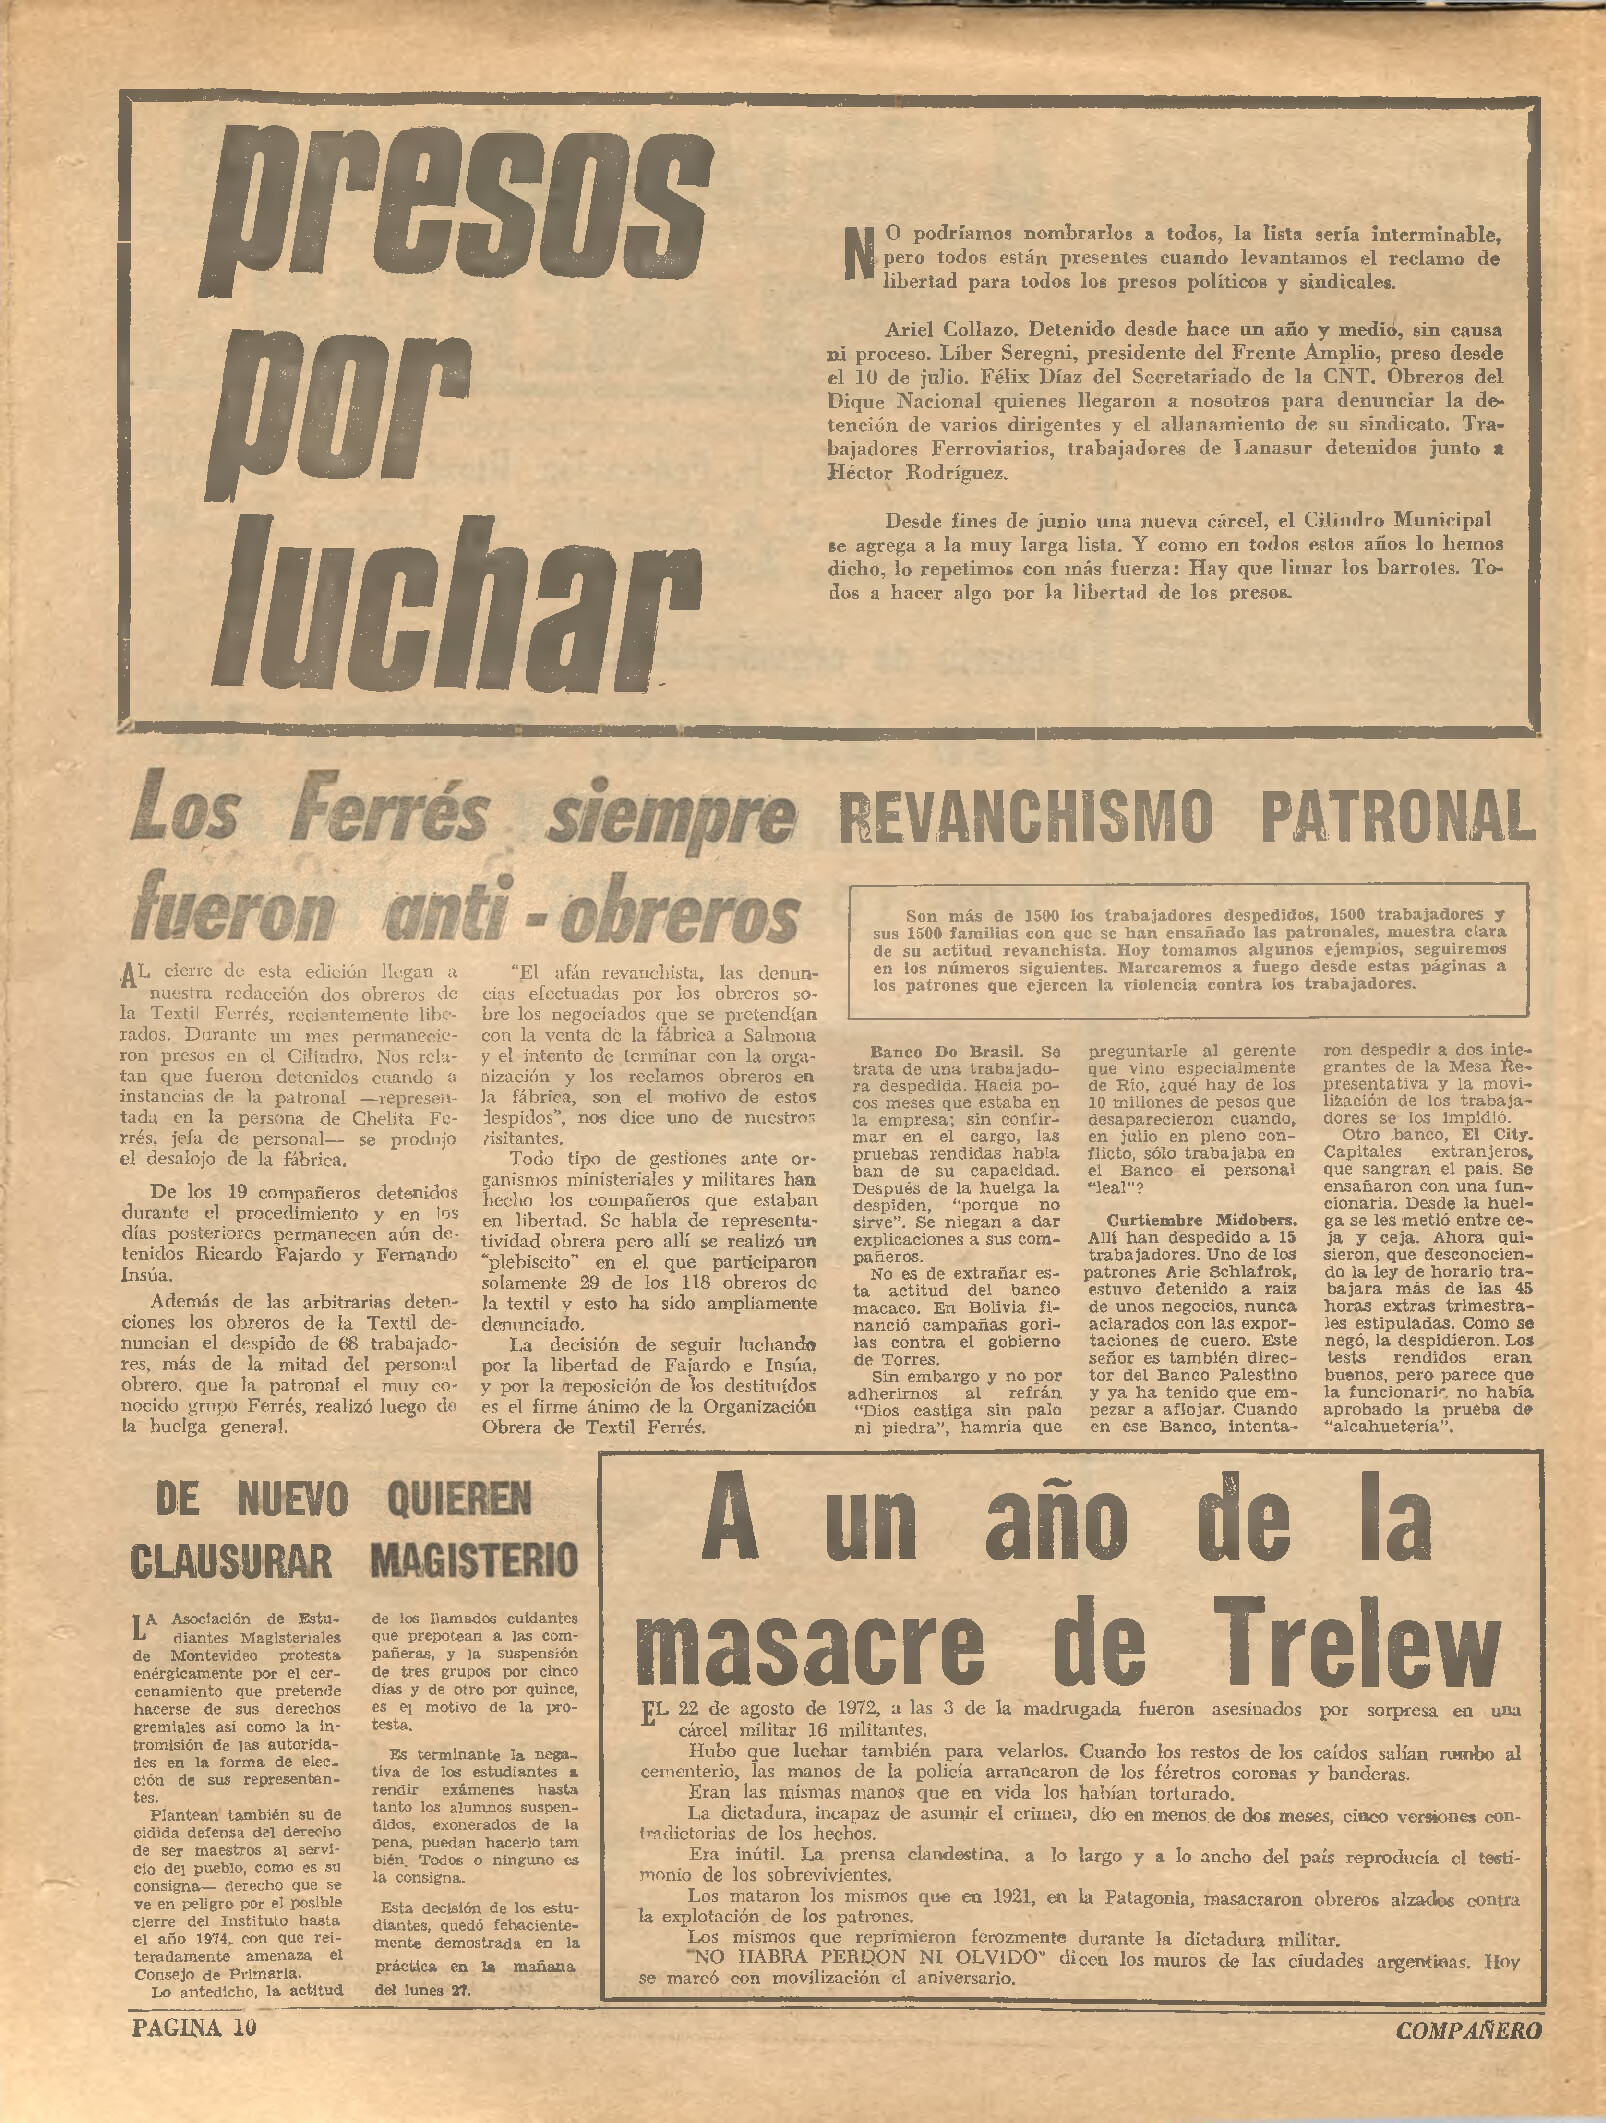 presos
por
luchar
NO podríamos nombrarlos a todos, la lista sería interminable,
pero todos están presentes cuando levantamos el reclamo de
libertad para todos los presos políticos y sindicales.
Ariel Collazo. Detenido desde hace un año y medio, sin causa
ni proceso. Líber Seregni, presidente del Frente Amplio, preso desde
el 10 de julio. Félix Díaz del Secretariado de la CNT. Obreros del
Dique Nacional quienes llegaron a nosotros para denunciar la de-
tención de varios dirigentes y el allanamiento de su sindicato. Tra-
bajadores Ferroviarios, trabajadores de Lanasur detenidos junto a
Héctor Rodríguez.
Desde fines de junio una nueva cárcel, el Cilindro Municipal
se agrega a la muy larga lista. Y como en todos estos años lo hemos
dicho, lo repetimos con más fuerza: Hay que limar los barrotes. To-
dos a hacer algo por la libertad de los presos.
Los Ferrés siempre
fueron anti-obreros
AL cierre de esta edición llegan a
nuestra redacción dos obreros de
la Textil Ferrés, recientemente libe-
rados. Durante un mes permanecie-
ron presos en el Cilindro. Nos rela-
tan que fueron detenidos cuando a
instancias de la patronal —represen-
tada en la persona de Chelita Fe-
rrés, jefa de personal— se produjo
el desalojo de la fábrica.
De los 19 compañeros detenidos
durante el procedimiento y en los
días posteriores permanecen aún de-
tenidos Ricardo Fajardo y Fernando
Insúa.
Además de las arbitrarias deten-
ciones los obreros de la Textil de-
nuncian el despido de 68 trabajado-
res, más de la mitad del personal
obrero, que la patronal el muy co-
nocido grupo Ferrés, realizó luego de
la huelga general.
"El afán revanchista, las denun-
cias efectuadas por los obreros so-
bre los negociados que se pretendían
con la venta de la fábrica a Salmona
y el intento de terminar con la orga-
nización y los reclamos obreros en
la fábrica, son el motivo de estos
despidos", nos dice uno de nuestros
visitantes.
Todo tipo de gestiones ante or-
ganismos ministeriales y militares han
hecho los compañeros que estaban
en libertad. Se habla de representa-
tividad obrera pero allí se realizó un
"plebiscito" en el que participaron
solamente 29 de los 118 obreros de
la textil y esto ha sido ampliamente
denunciado.
La decisión de seguir luchando
por la libertad de Fajardo e Insúa,
y por la reposición de los destituídos
es el firme ánimo de la Organización
Obrera de Textil Ferrés.
REVANCHISMO PATRONAL
Son más de 1500 los trabajadores despedidos, 1500 trabajadores y
sus 1500 familias con que se han ensañado las patronales, muestra clara
de su actitud revanchista. Hoy tomamos algunos ejemplos, seguiremos
en los números siguientes. Marcaremos a fuego desde estas páginas a
los patrones que ejercen la violencia contra los trabajadores.
Banco Do Brasil. Se
trata de una trabajado-
ra despedida. Hacía po-
cos meses que estaba en
la empresa; sin confir-
mar en el cargo, las
pruebas rendidas habla
ban de su capacidad.
Después de la huelga la
despiden, "porque no
sirve". Se niegan a dar
explicaciones a sus com-
pañeros.
No es de extrañar es-
ta actitud del banco
macaco. En Bolivia fi-
nanció campañas gori-
las contra el gobierno
de Torres.
Sin embargo y no por
adherirnos al refrán
"Dios castiga sin palo
ni piedra", hamría que
preguntarle al gerente
que vino especialmente
de Río, ¿qué hay de los
10 millones de pesos que
desaparecieron cuando,
en julio en pleno con-
flicto, sólo trabajaba en
el Banco el personal
"leal"?
Curtiembre Midobers.
Allí han despedido a 15
trabajadores. Uno de los
patrones Arie Schlafrok,
estuvo detenido a raíz
de unos negocios, nunca
aclarados con las expor-
taciones de cuero. Este
señor es también direc-
tor del Banco Palestino
y ya ha tenido que em-
pezar a aflojar. Cuando
en ese Banco, intenta-
ron despedir a dos inte-
grantes de la Mesa Re-
presentativa y la movi-
lización de los trabaja-
dores se los impidió.
Otro banco, El City.
Capitales extranjeros,
que sangran el país. Se
ensañaron con una fun-
cionaria. Desde la huel-
ga se les metió entre ce-
ja y ceja. Ahora qui-
sieron, que desconocien-
do la ley de horario tra-
bajara más de las 45
horas extras trimestra-
les estipuladas. Como se
negó, la despidieron. Los
tests rendidos eran
buenos, pero parece que
la funcionaria no había
aprobado la prueba de
"alcahuetería".
DE NUEVO QUIEREN
CLAUSURAR MAGISTERIO
LA Asociación de Estu-
diantes Magisteriales
de Montevideo protesta
enérgicamente por el cer-
cenamiento que pretende
hacerse de sus derechos
gremiales así como la in-
tromisión de las autorida-
des en la forma de elec-
ción de sus representan-
tes.
Plantean también su de
cidida defensa del derecho
de ser maestros al servi-
cio del pueblo, como es su
consigna— derecho que se
ve en peligro por el posible
cierre del Instituto hasta
el año 1974. con que rei-
teradamente amenaza el
Consejo de Primaria.
Lo antedicho, la actitud
de los llamados cuidantes
que prepotean a las com-
pañeras, y la suspensión
de tres grupos por cinco
días y de otro por quince,
es el motivo de la pro-
testa.
Es terminante la nega-
tiva de los estudiantes a
rendir exámenes hasta
tanto los alumnos suspen-
didos, exonerados de la
pena, puedan hacerlo tam
bién. Todos o ninguno es
la consigna.
Esta decisión de los estu-
diantes, quedó fehaciente-
mente demostrada en la
práctica en la mañana
del lunes 27.
A un año de la
masacre de Trelew
EL 22 de agosto de 1972, a las 3 de la madrugada fueron asesinados por sorpresa en una
cárcel militar 16 militantes.
Hubo que luchar también para velarlos. Cuando los restos de los caídos salían rumbo al
cementerio, las manos de la policía arrancaron de los féretros coronas y banderas.
Eran las mismas manos que en vida los habían torturado.
La dictadura, incapaz de asumir el crimen, dio en menos de dos meses, cinco versiones con-
tradictorias de los hechos.
Era inútil. La prensa clandestina, a lo largo y a lo ancho del país reproducía el testi-
monio de los sobrevivientes.
Los mataron los mismos que en 1921, en la Patagonia, masacraron obreros alzados contra
la explotación de los patrones.
Los mismos que reprimieron ferozmente durante la dictadura militar.
"NO HABRA PERDON NI OLVIDO" dicen los muros de las ciudades argentinas. Hoy
se marcó con movilización el aniversario.
PAGINA 10
COMPAÑERO